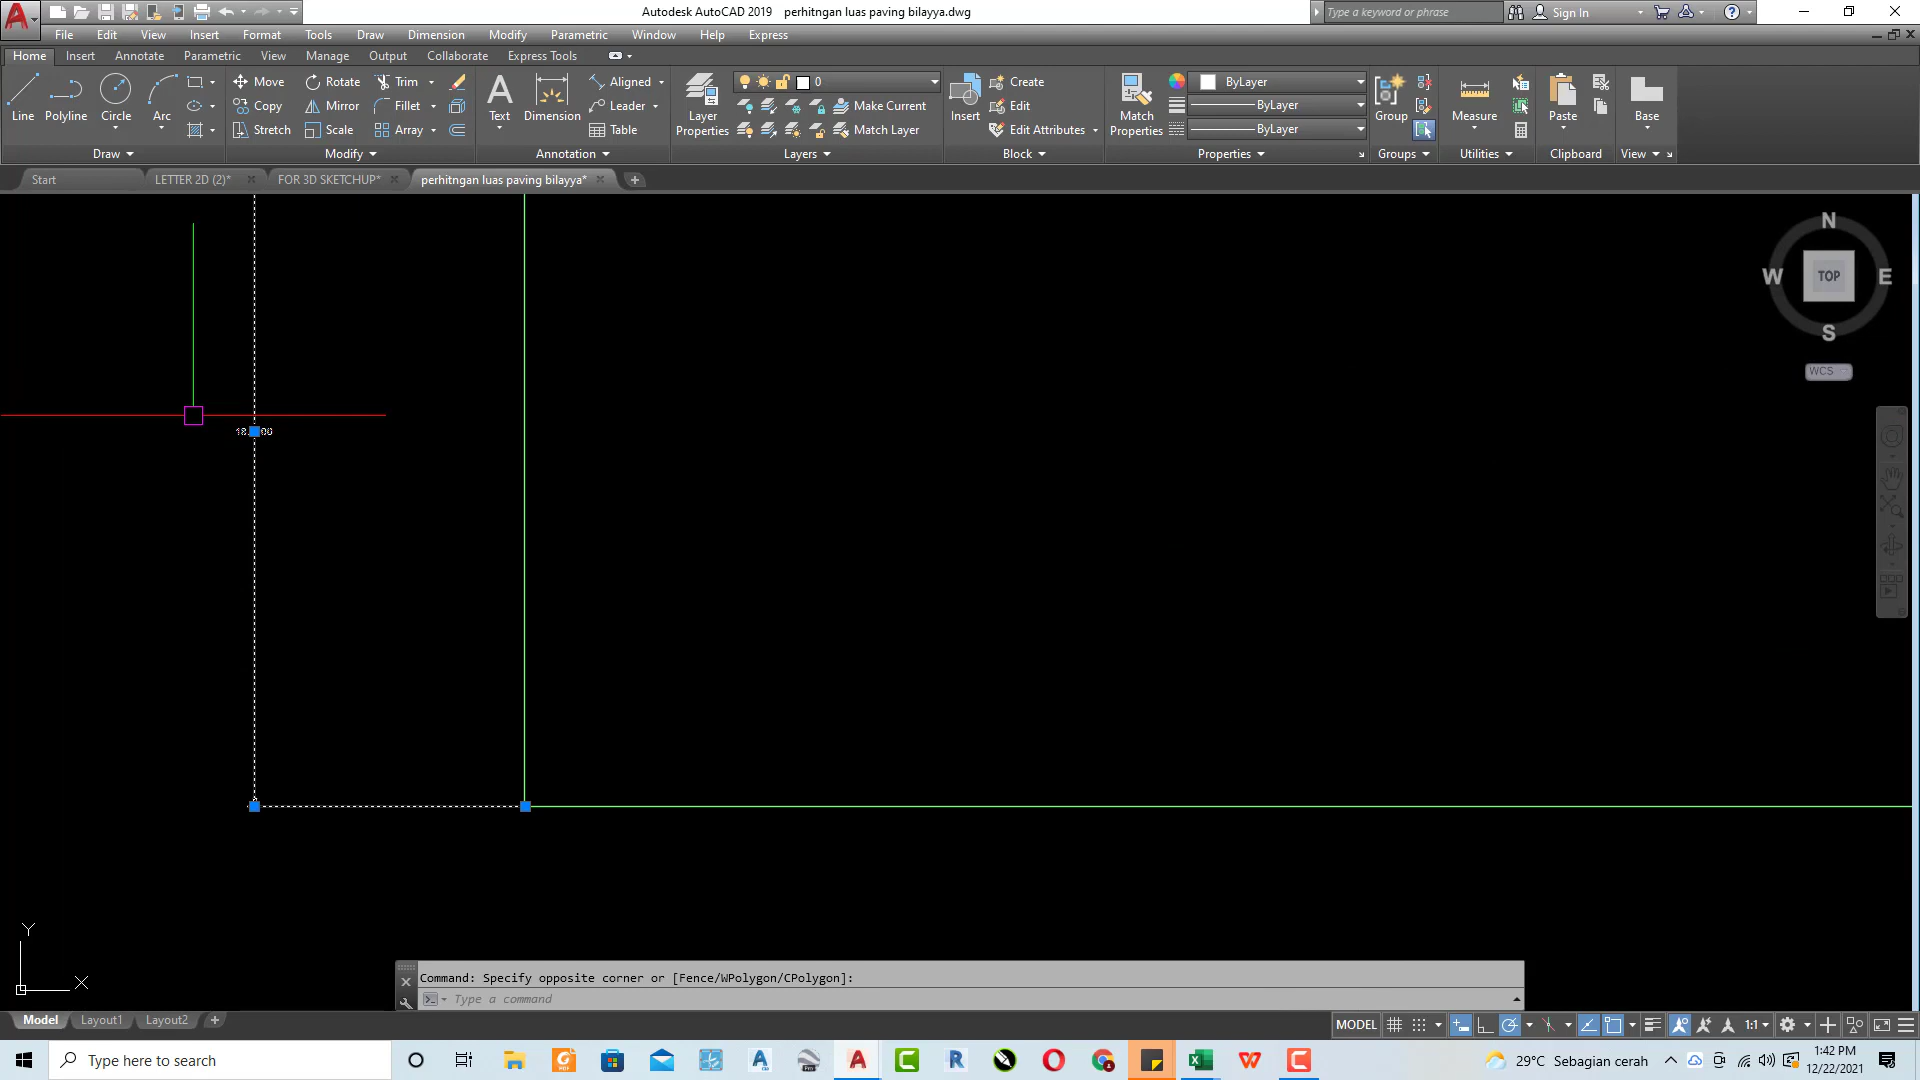 Autodesk AutoCAD 2019 perhitngan luas paving bilayya.dwg
Type a keyword or phrase
Sign In
File Edit View Insert Format Tools Draw Dimension Modify Parametric Window Help Express
Home Insert Annotate Parametric View Manage Output Collaborate Express Tools
Line Polyline Circle Arc
Move Rotate Trim
Copy Mirror Fillet
Stretch Scale Array
Text Dimension
Aligned
Leader
Table
Layer Properties
0
Make Current
Match Layer
Insert
Create
Edit
Edit Attributes
Match Properties
ByLayer
ByLayer
ByLayer
Group
Measure
Paste
Base
Draw Modify Annotation Layers Block Properties Groups Utilities Clipboard View
Start LETTER 2D (2)* FOR 3D SKETCHUP* perhitngan luas paving bilayya*
N
W TOP E
S
WCS
Y
X
Command: Specify opposite corner or [Fence/WPolygon/CPolygon]:
Type a command
Model Layout1 Layout2
MODEL
1:1
Type here to search
29°C Sebagian cerah
1:42 PM
12/22/2021